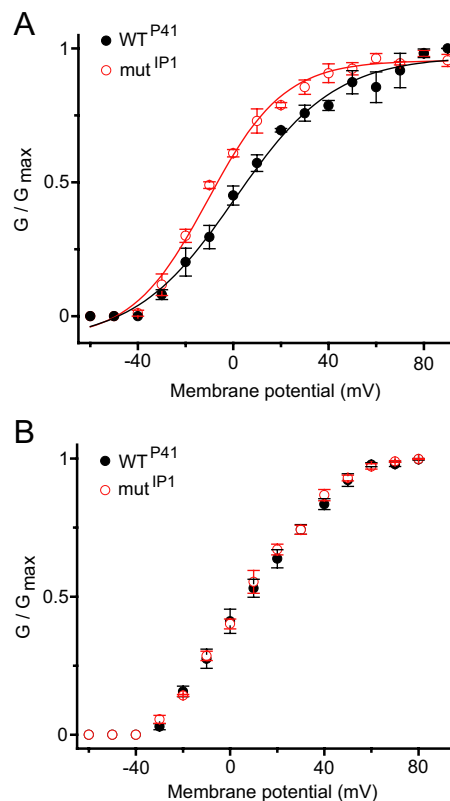 A
WT^P41
mut^IP1
G / G max
1
0.5
0
-40 0 40 80
Membrane potential (mV)
B
WT^P41
mut^IP1
G / G max
1
0.5
0
-40 0 40 80
Membrane potential (mV)